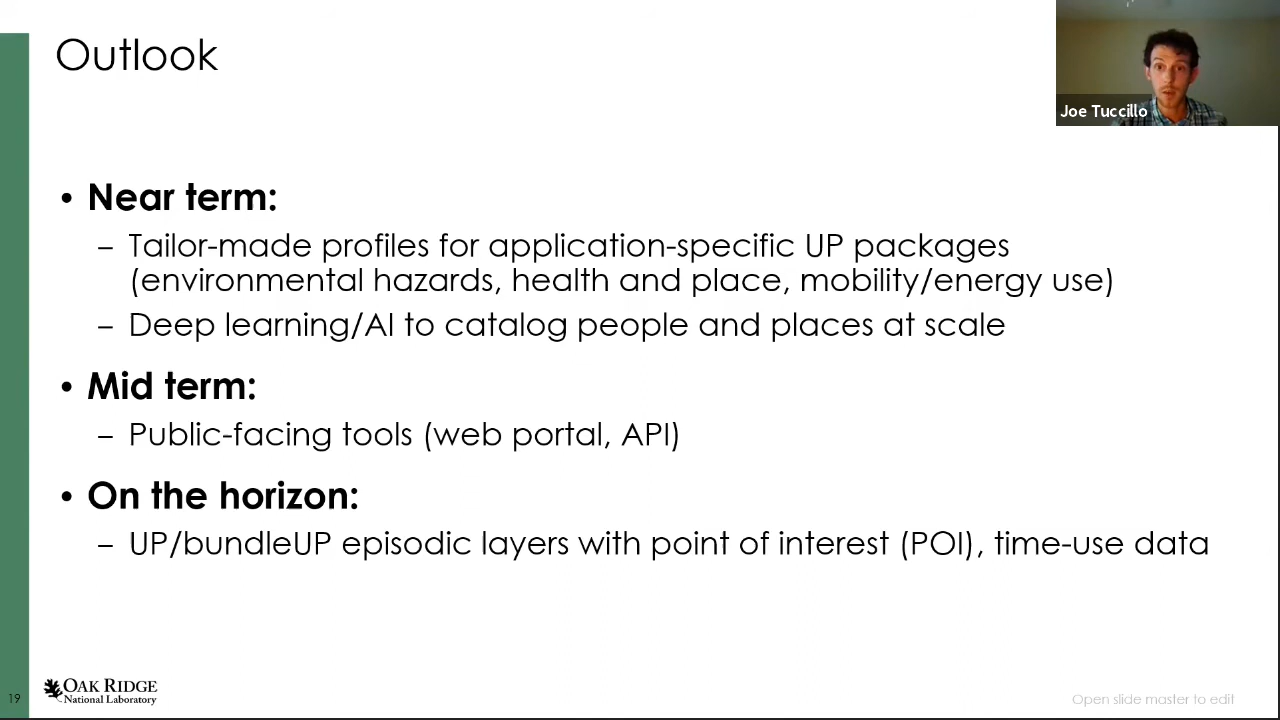 Outlook
Joe Tuccillo
• Near term:
– Tailor-made profiles for application-specific UP packages
(environmental hazards, health and place, mobility/energy use)
– Deep learning/AI to catalog people and places at scale
• Mid term:
– Public-facing tools (web portal, API)
• On the horizon:
– UP/bundleUP episodic layers with point of interest (POI), time-use data
19
OAK RIDGE
National Laboratory
Open slide master to edit